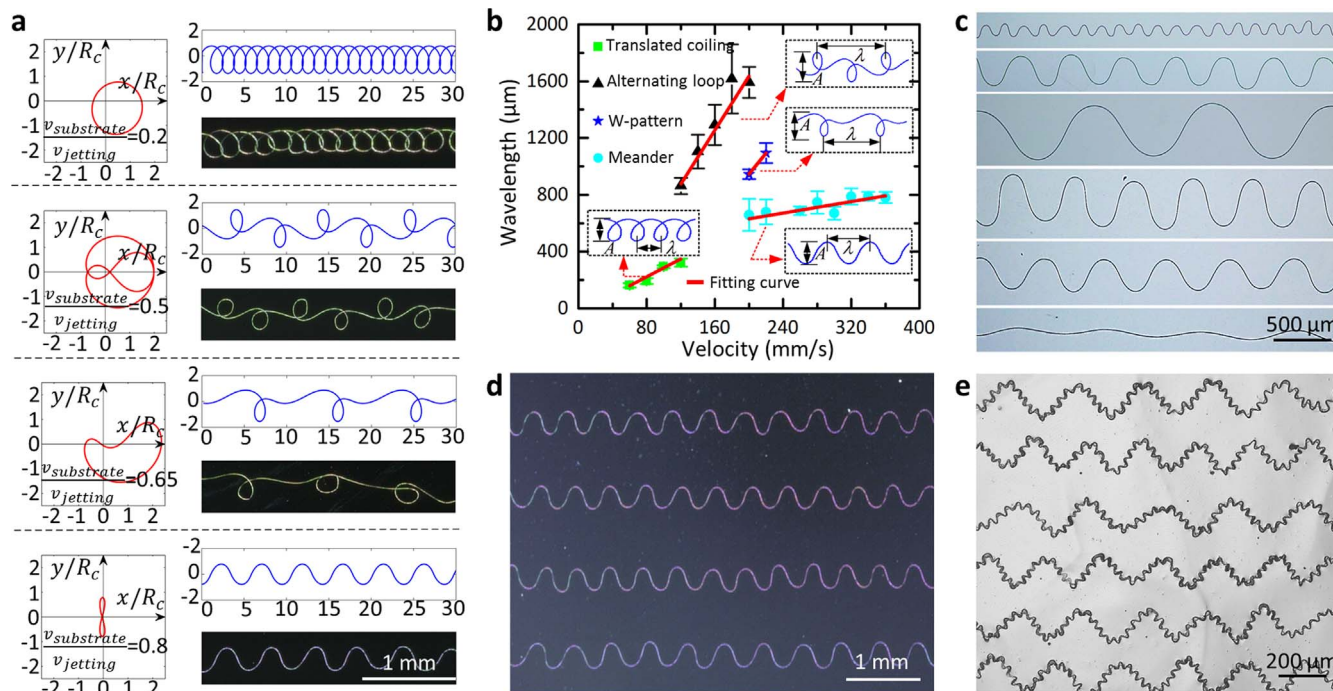 a
y/R_c
2
1
0
-1
-2
x/R_c
v_substrate
v_jetting
=0.2
-2 -1 0 1 2
2
0
-2
0 5 10 15 20 25 30
y/R_c
2
1
0
-1
-2
x/R_c
v_substrate
v_jetting
=0.5
-2 -1 0 1 2
2
0
-2
0 5 10 15 20 25 30
y/R_c
2
1
0
-1
-2
x/R_c
v_substrate
v_jetting
=0.65
-2 -1 0 1 2
2
0
-2
0 5 10 15 20 25 30
y/R_c
2
1
0
-1
-2
x/R_c
v_substrate
v_jetting
=0.8
-2 -1 0 1 2
-2
0
-2
0 5 10 15 20 25 30
1 mm
b
Wavelength (μm)
2000
1600
1200
800
400
0
Translated coiling
Alternating loop
W-pattern
Meander
A λ
A λ
A λ
A λ
Fitting curve
0 80 160 240 320 400
Velocity (mm/s)
c
500 μm
d
1 mm
e
200 μm